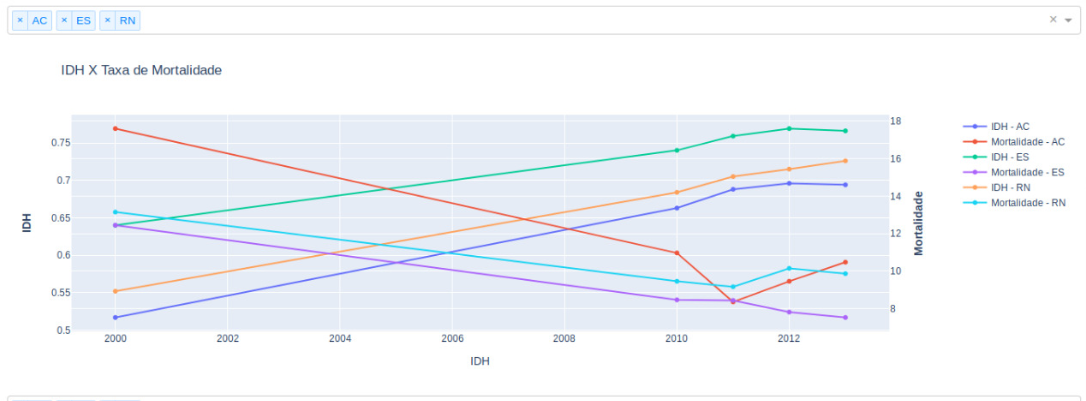 × AC × ES × RN ×
IDH X Taxa de Mortalidade
0.75
0.7
0.65
0.6
0.55
0.5
IDH
18
16
14
12
10
8
Mortalidade
2000 2002 2004 2006 2008 2010 2012
IDH
IDH - AC
Mortalidade - AC
IDH - ES
Mortalidade - ES
IDH - RN
Mortalidade - RN